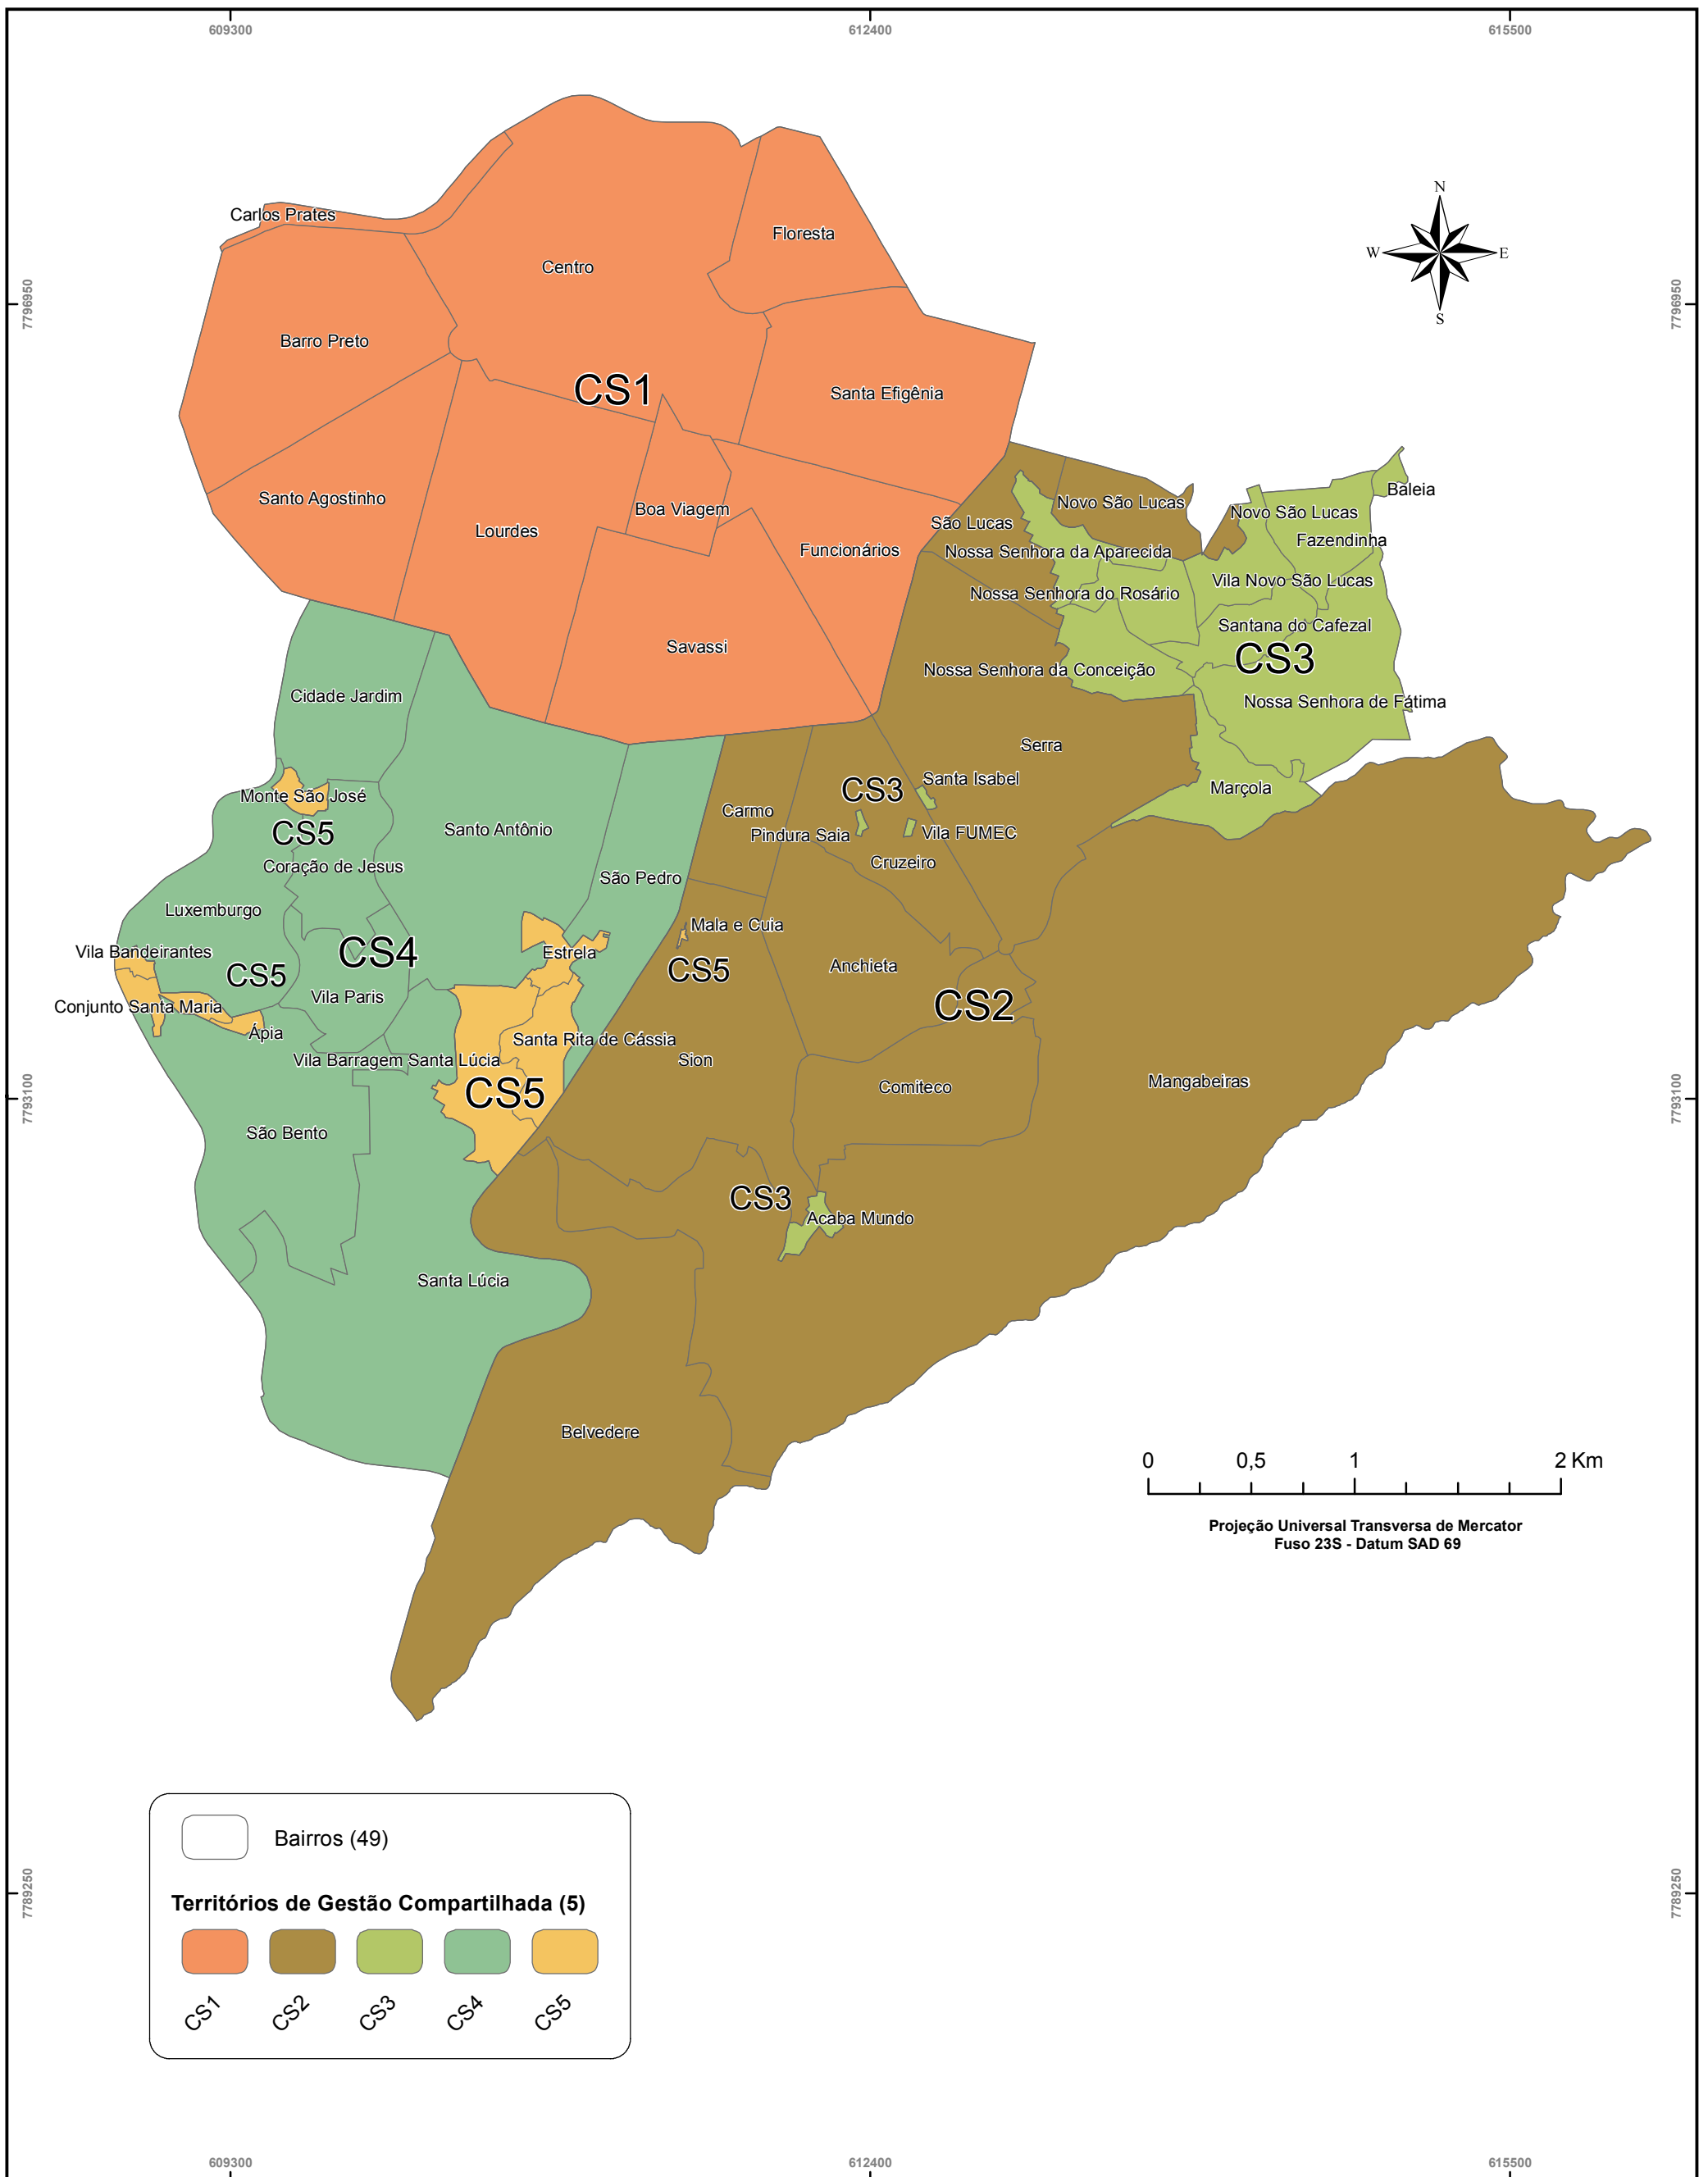 609300
612400
615500
N
W
E
S
7796950
7796950
Carlos Prates
Floresta
Centro
Barro Preto
CS1
Santa Efigênia
Santo Agostinho
Boa Viagem
Lourdes
Funcionários
Savassi
Baleia
Novo São Lucas
Novo São Lucas
São Lucas
Fazendinha
Nossa Senhora da Aparecida
Vila Novo São Lucas
Nossa Senhora do Rosário
Santana do Cafezal
CS3
Nossa Senhora da Conceição
Nossa Senhora de Fátima
Cidade Jardim
Serra
Santa Isabel
Marçola
CS3
Monte São José
Carmo
Pindura Saia
Vila FUMEC
CS5
Santo Antônio
Cruzeiro
Coração de Jesus
São Pedro
Luxemburgo
Mala e Cuia
Vila Bandeirantes
CS4
Estrela
Anchieta
CS5
CS5
Vila Paris
CS2
Conjunto Santa Maria
Ápia
Santa Rita de Cássia
Vila Barragem Santa Lúcia
Sion
CS5
Comiteco
Mangabeiras
7793100
7793100
São Bento
CS3
Acaba Mundo
Santa Lúcia
Belvedere
0
0,5
1
2 Km
Projeção Universal Transversa de Mercator
Fuso 23S - Datum SAD 69
Bairros (49)
Territórios de Gestão Compartilhada (5)
CS1
CS2
CS3
CS4
CS5
7789250
7789250
609300
612400
615500